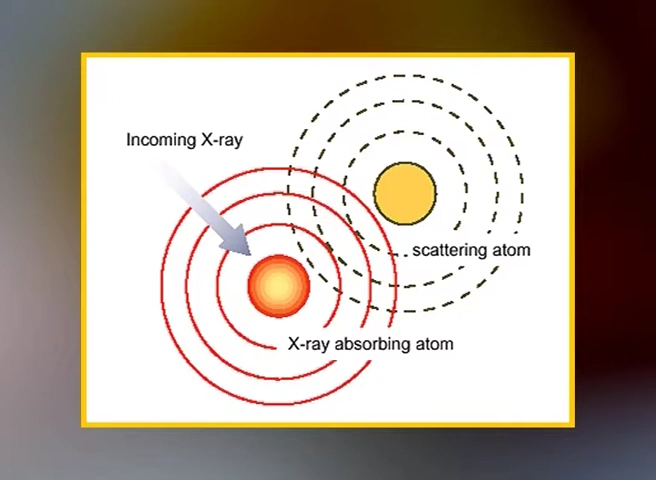 Incoming X-ray
scattering atom
X-ray absorbing atom